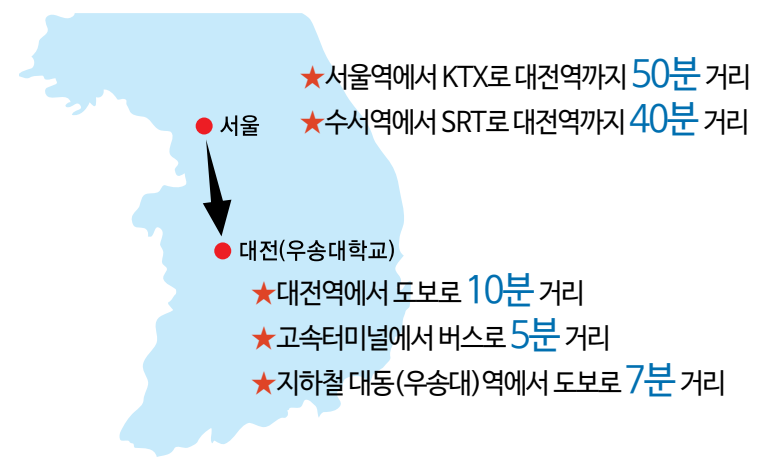 ★서울역에서 KTX로 대전역까지 50분 거리
★수서역에서 SRT로 대전역까지 40분 거리
서울
대전(우송대학교)
★대전역에서 도보로 10분 거리
★고속터미널에서 버스로 5분 거리
★지하철 대동(우송대)역에서 도보로 7분 거리